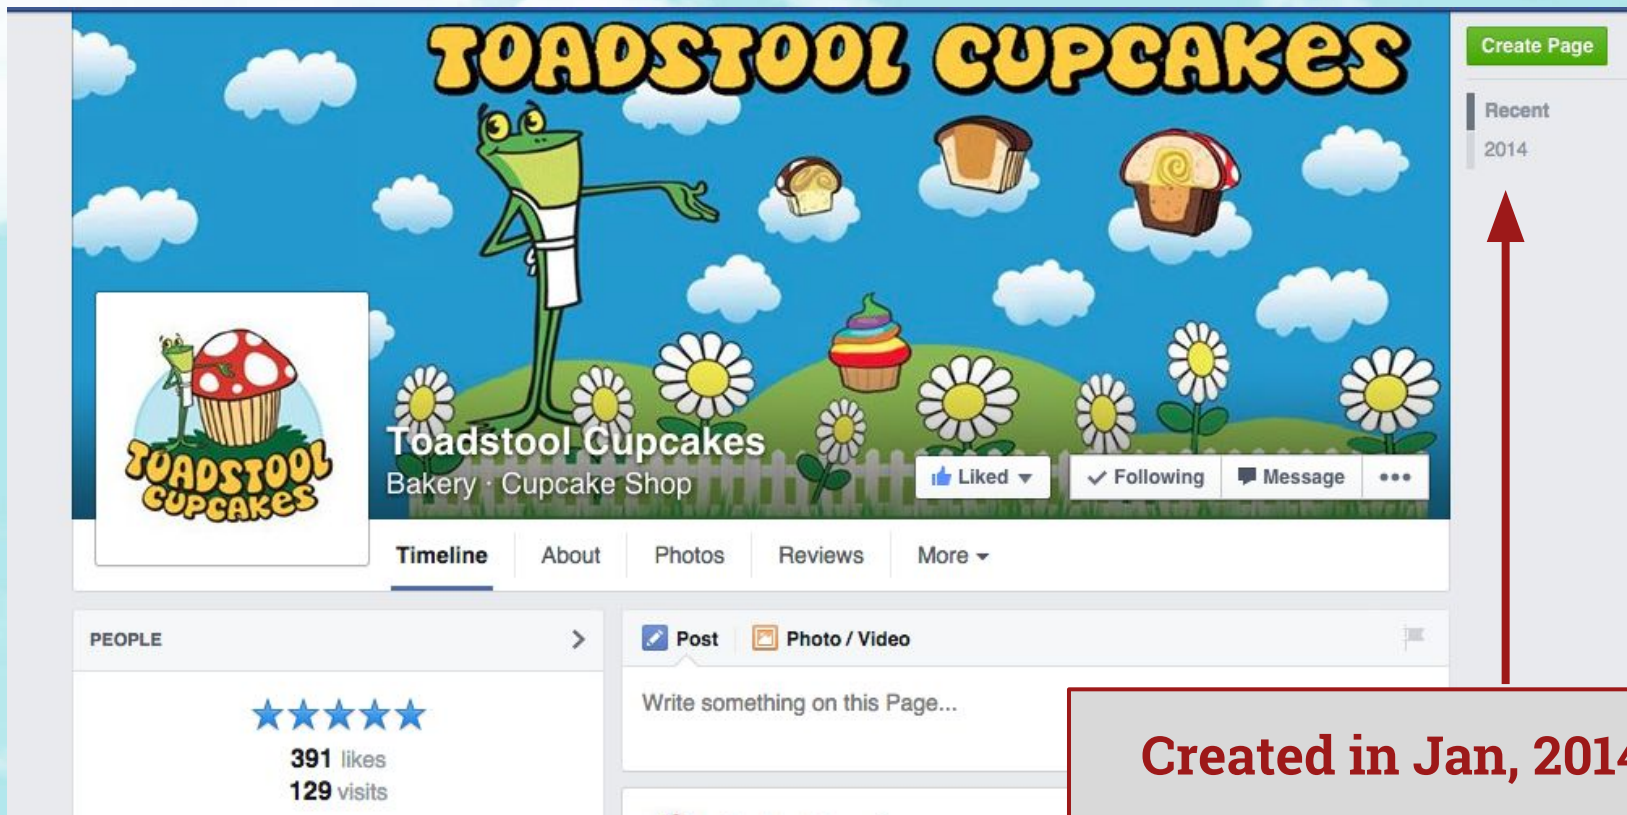 TOADSTOOL CUPCAKES
Create Page
Recent
2014
TOADSTOOL
CUPCAKES
Toadstool Cupcakes
Bakery · Cupcake Shop
Liked
Following
Message
Timeline
About
Photos
Reviews
More
PEOPLE
Post
Photo / Video
Write something on this Page...
391 likes
129 visits
Created in Jan, 2014